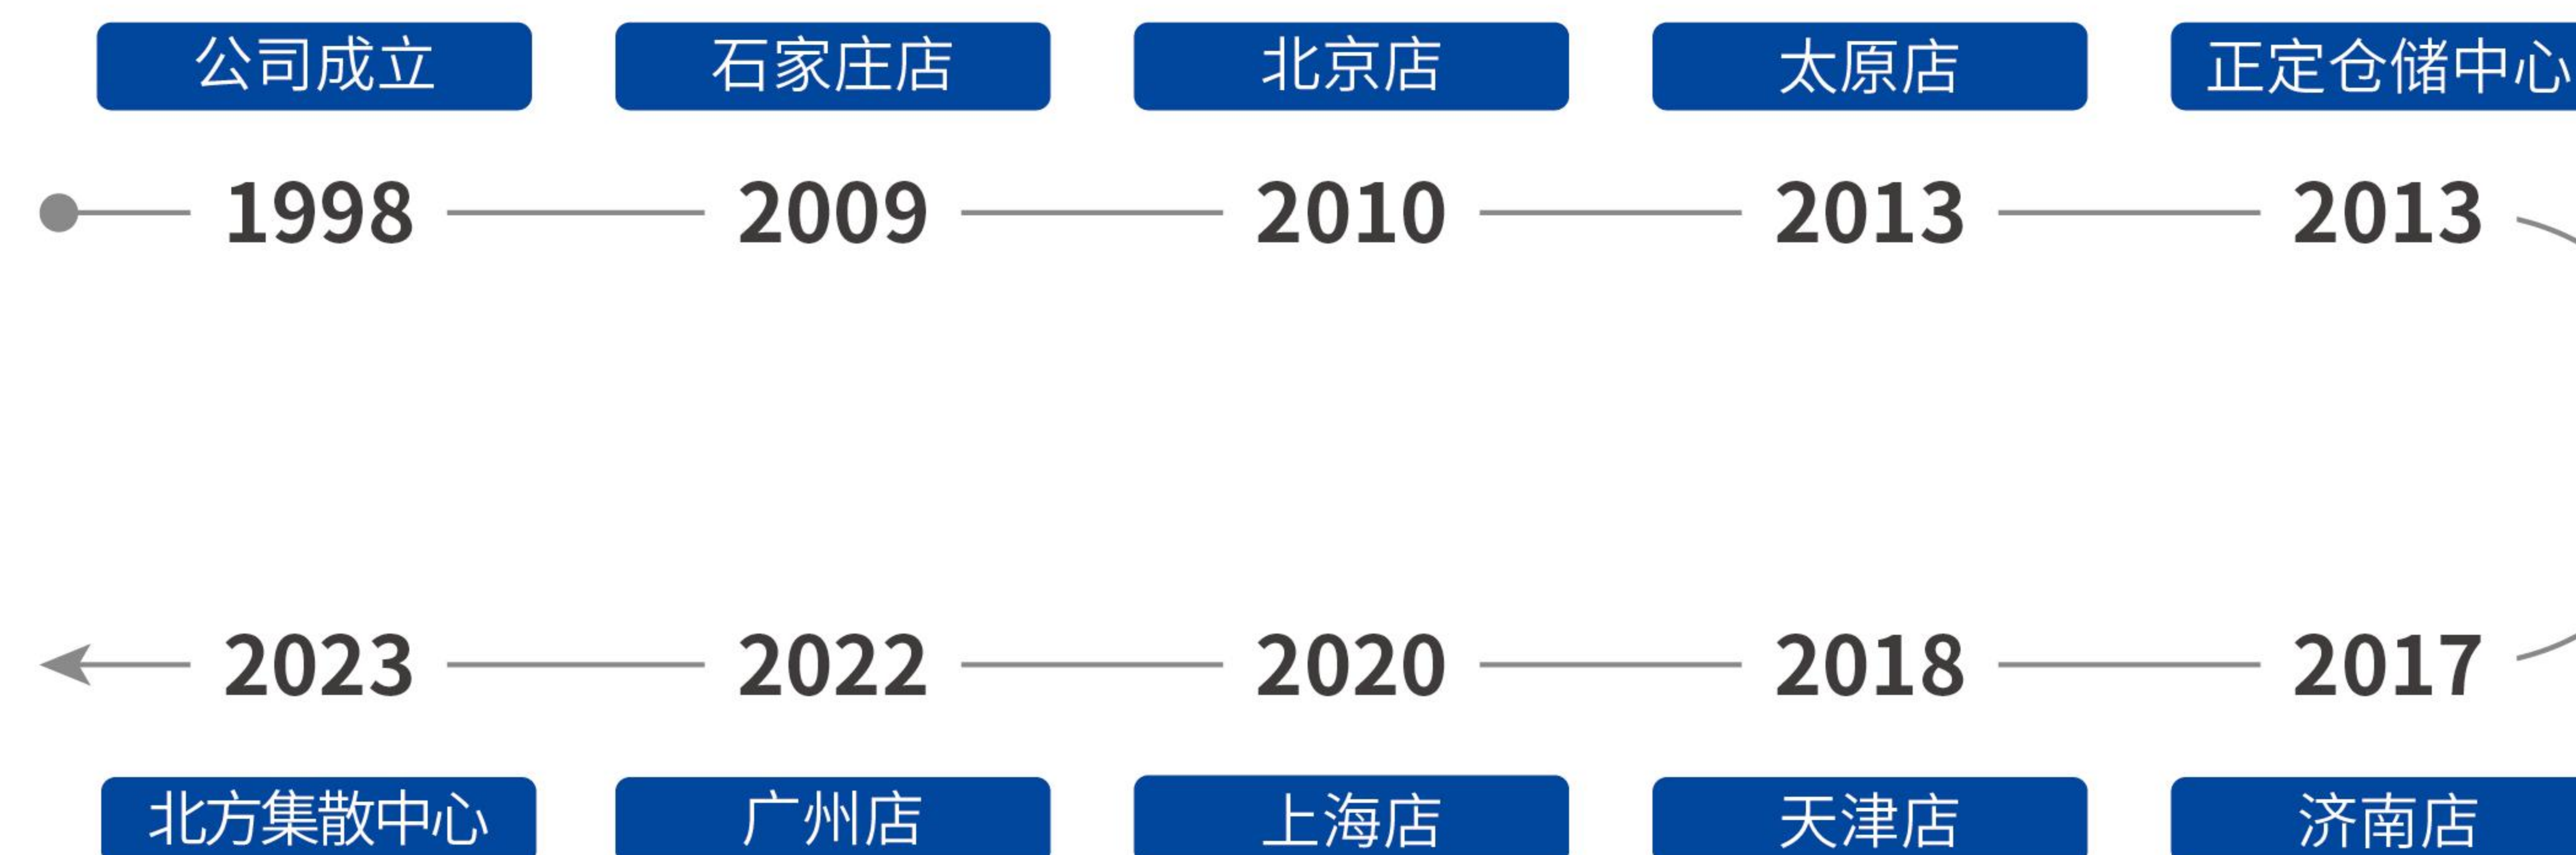 公司成立 石家庄店 北京店 太原店 正定仓储中心
1998 2009 2010 2013 2013
2023 2022 2020 2018 2017
北方集散中心 广州店 上海店 天津店 济南店